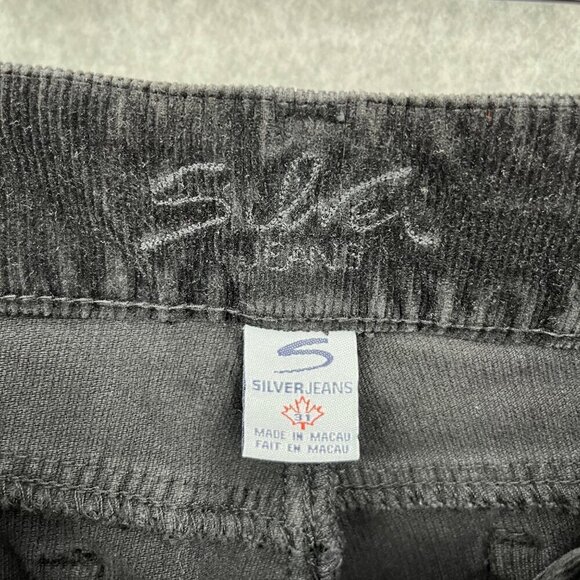 Silver
JEANS
S
SILVERJEANS
31
MADE IN MACAU
FAIT EN MACAU